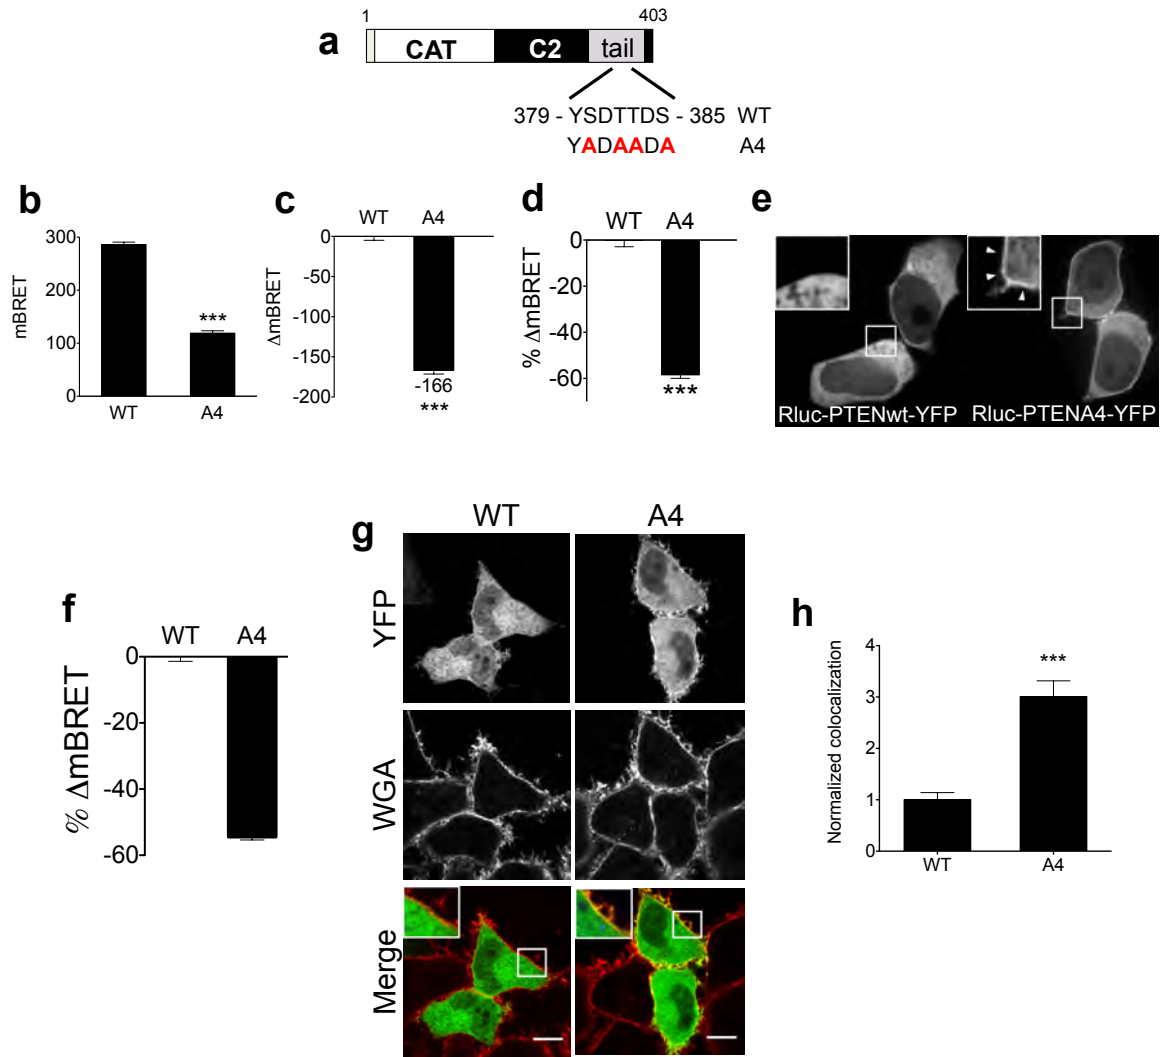 a
1 403
CAT C2 tail
379 - YSDTTDS - 385 WT
YADAADA A4
b
mBRET
300
200
100
0
WT A4
***
c
WT A4
ΔmBRET
0
-50
-100
-150
-200
-166
***
d
WT A4
% ΔmBRET
0
-20
-40
-60
***
e
Rluc-PTENwt-YFP Rluc-PTENA4-YFP
f
WT A4
% ΔmBRET
0
-20
-40
-60
g
WT A4
YFP
WGA
Merge
h
Normalized colocalization
4
3
2
1
0
***
WT A4